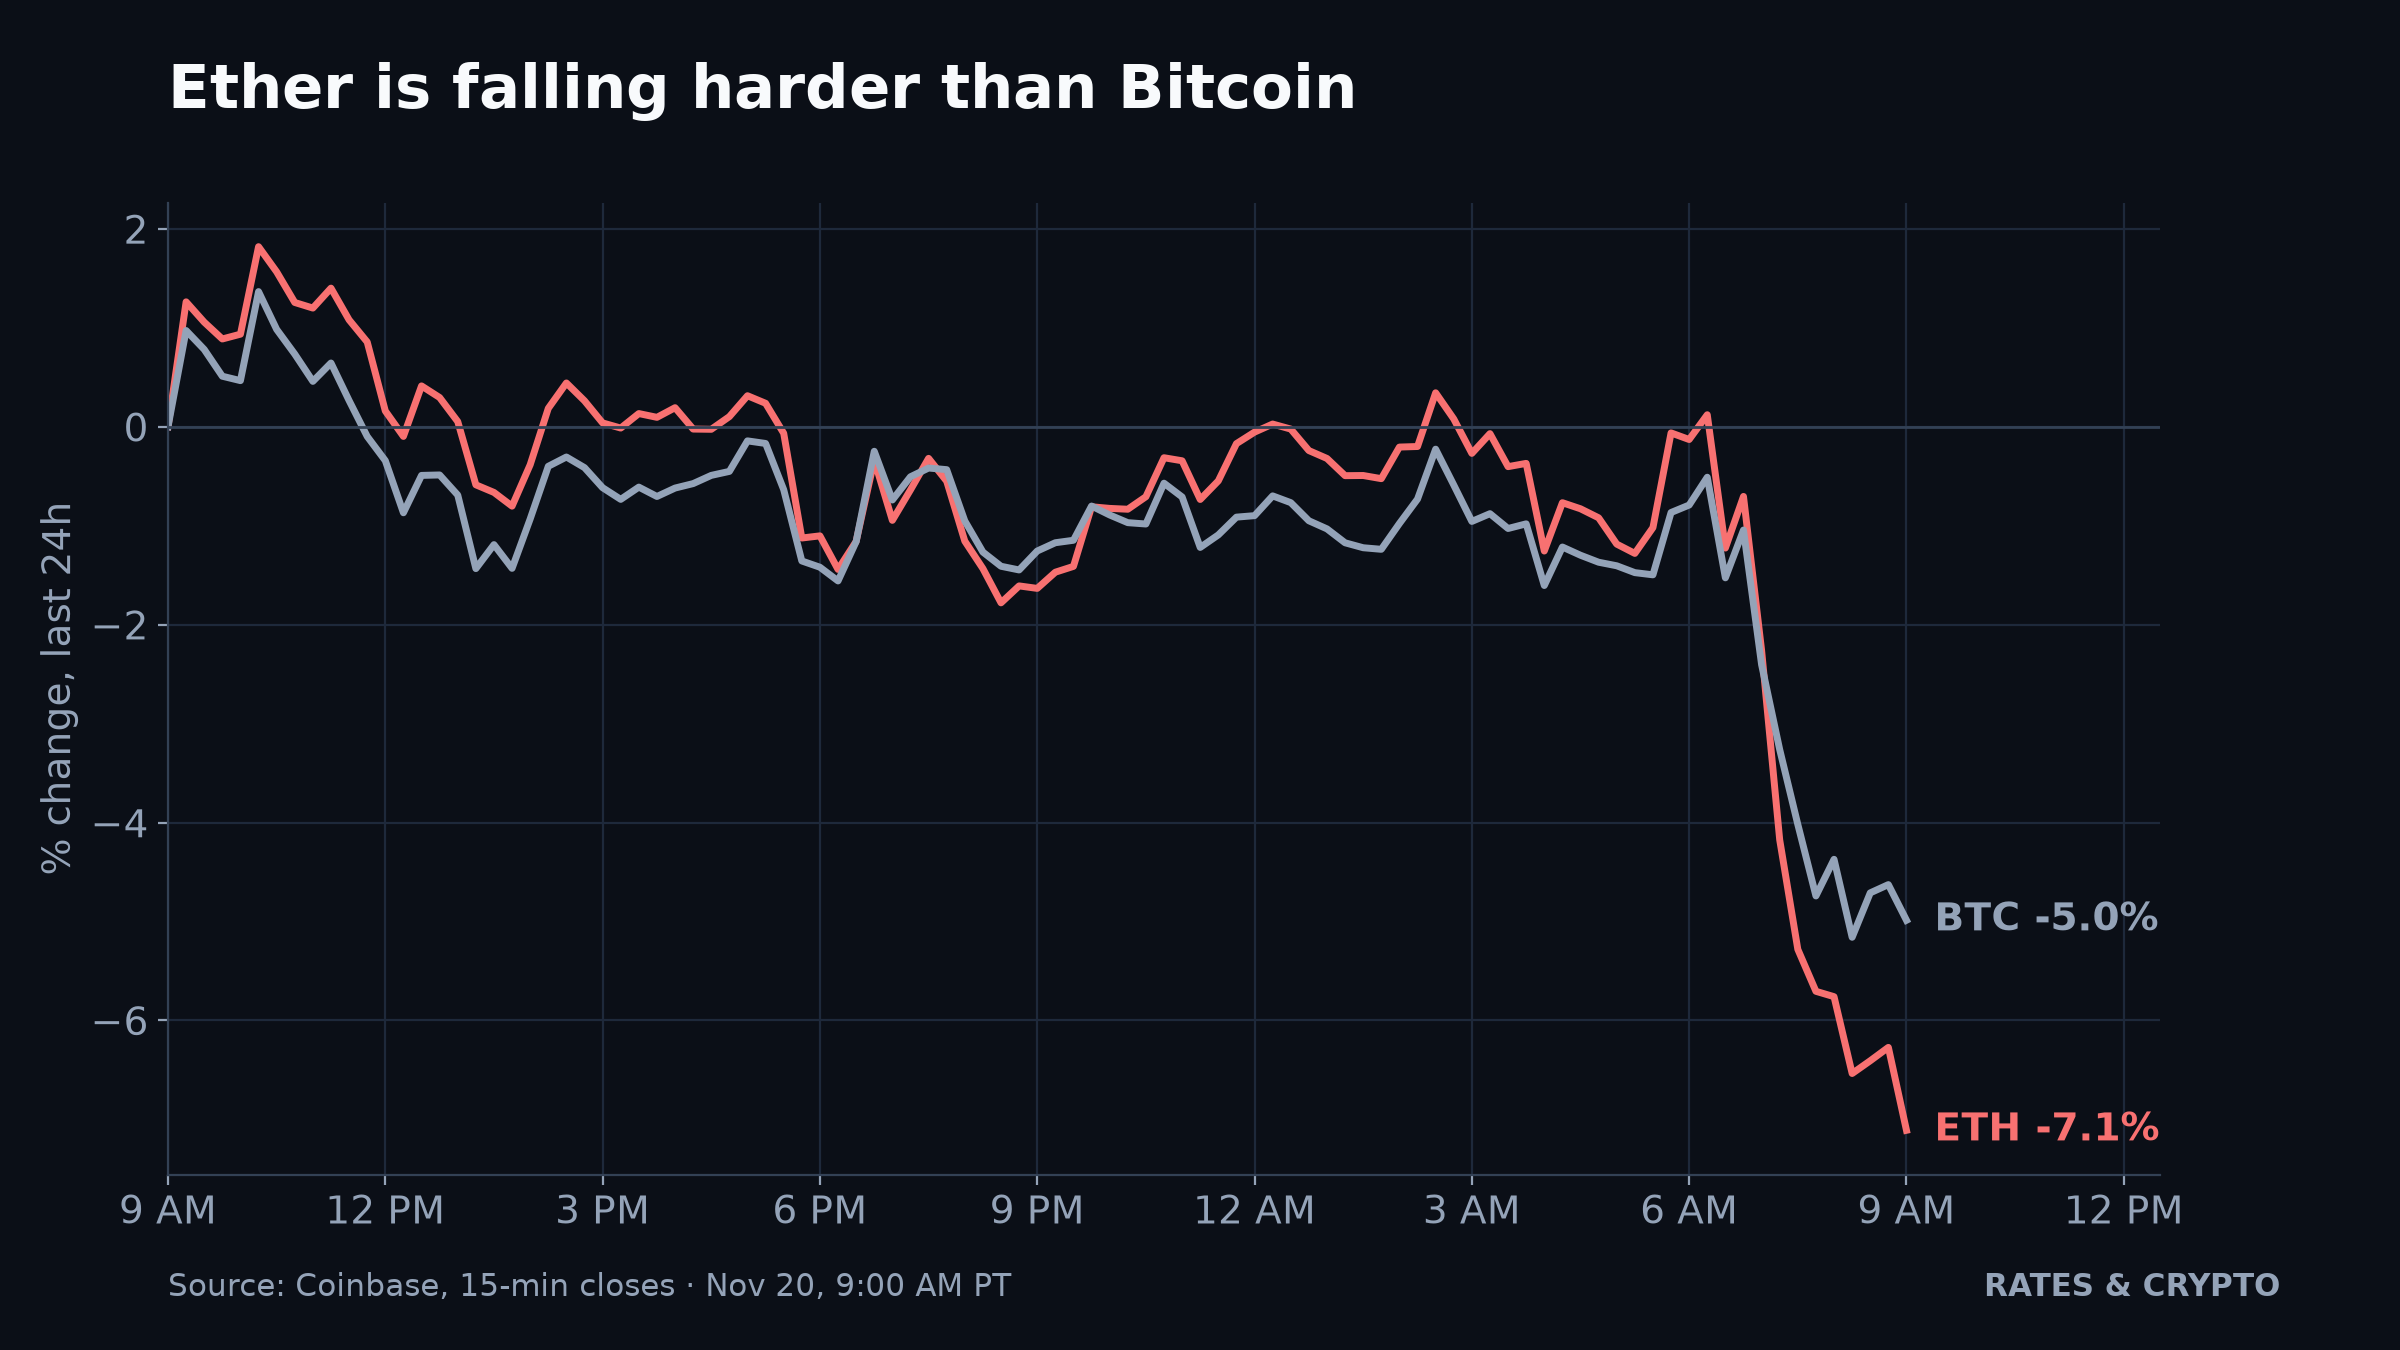 Ether is falling harder than Bitcoin
% change, last 24h
2
0
−2
−4
−6
BTC -5.0%
ETH -7.1%
9 AM
12 PM
3 PM
6 PM
9 PM
12 AM
3 AM
6 AM
9 AM
12 PM
Source: Coinbase, 15-min closes · Nov 20, 9:00 AM PT
RATES & CRYPTO